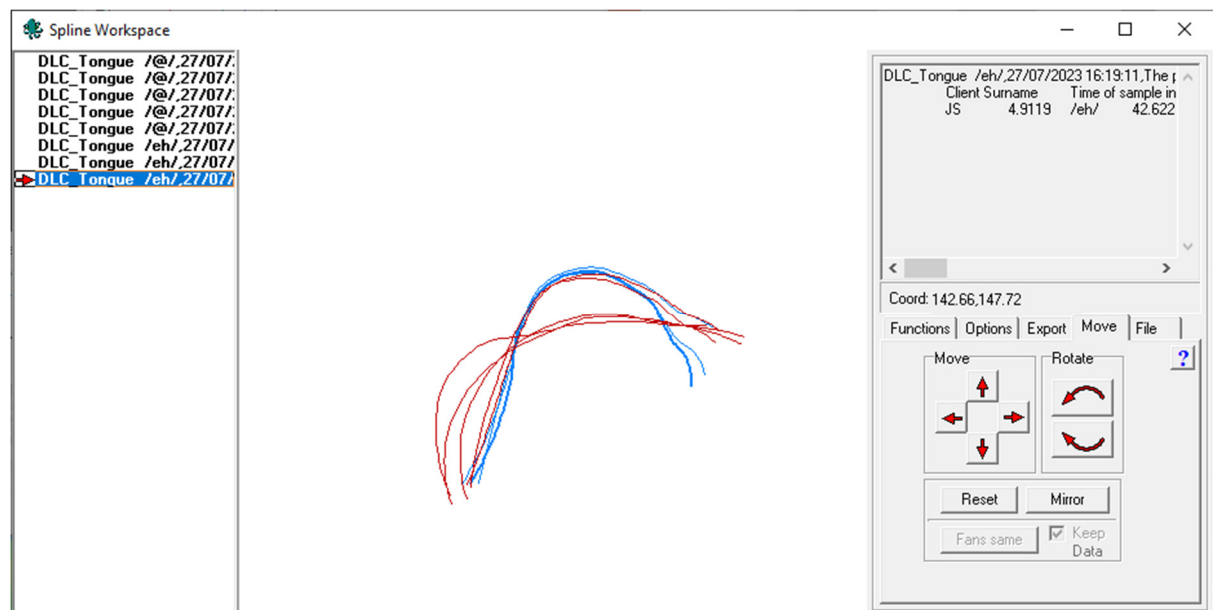 Spline Workspace
DLC_Tongue /@/,27/07/
DLC_Tongue /@/,27/07/
DLC_Tongue /@/,27/07/
DLC_Tongue /@/,27/07/
DLC_Tongue /@/,27/07/
DLC_Tongue /eh/,27/07/
DLC_Tongue /eh/,27/07/
DLC_Tongue /eh/,27/07/
DLC_Tongue /eh/,27/07/2023 16:19:11,The
Client Surname Time of sample in
JS 4.9119 /eh/ 42.622
Coord: 142.66,147.72
Functions Options Export Move File
Move Rotate ?
Reset Mirror
Fans same Keep Data